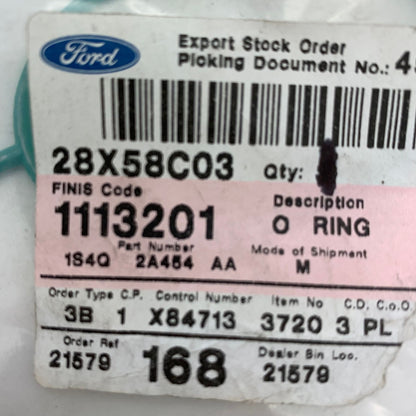 Ford
Export Stock Order
Picking Document No.: 4
28X58C03 Qty:
FINIS Code Description
1113201 O RING
Part Number Mode of Shipment
1S4Q 2A454 AA M
Order Type C.P. Control Number Item No C.D. C.o.O.
3B 1 X84713 3720 3 PL
Order Ref Dealer Bin Loc.
21579 168 21579